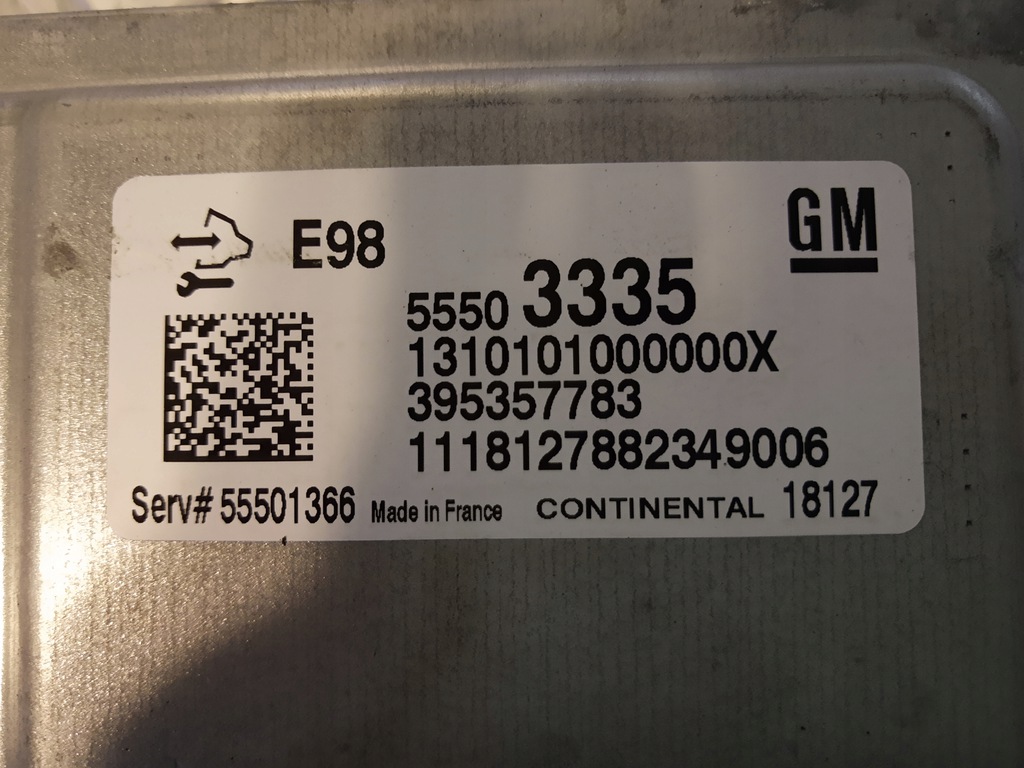 E98
GM
5550 3335
1310101000000X
395357783
1118127882349006
Serv# 55501366 Made in France CONTINENTAL 18127